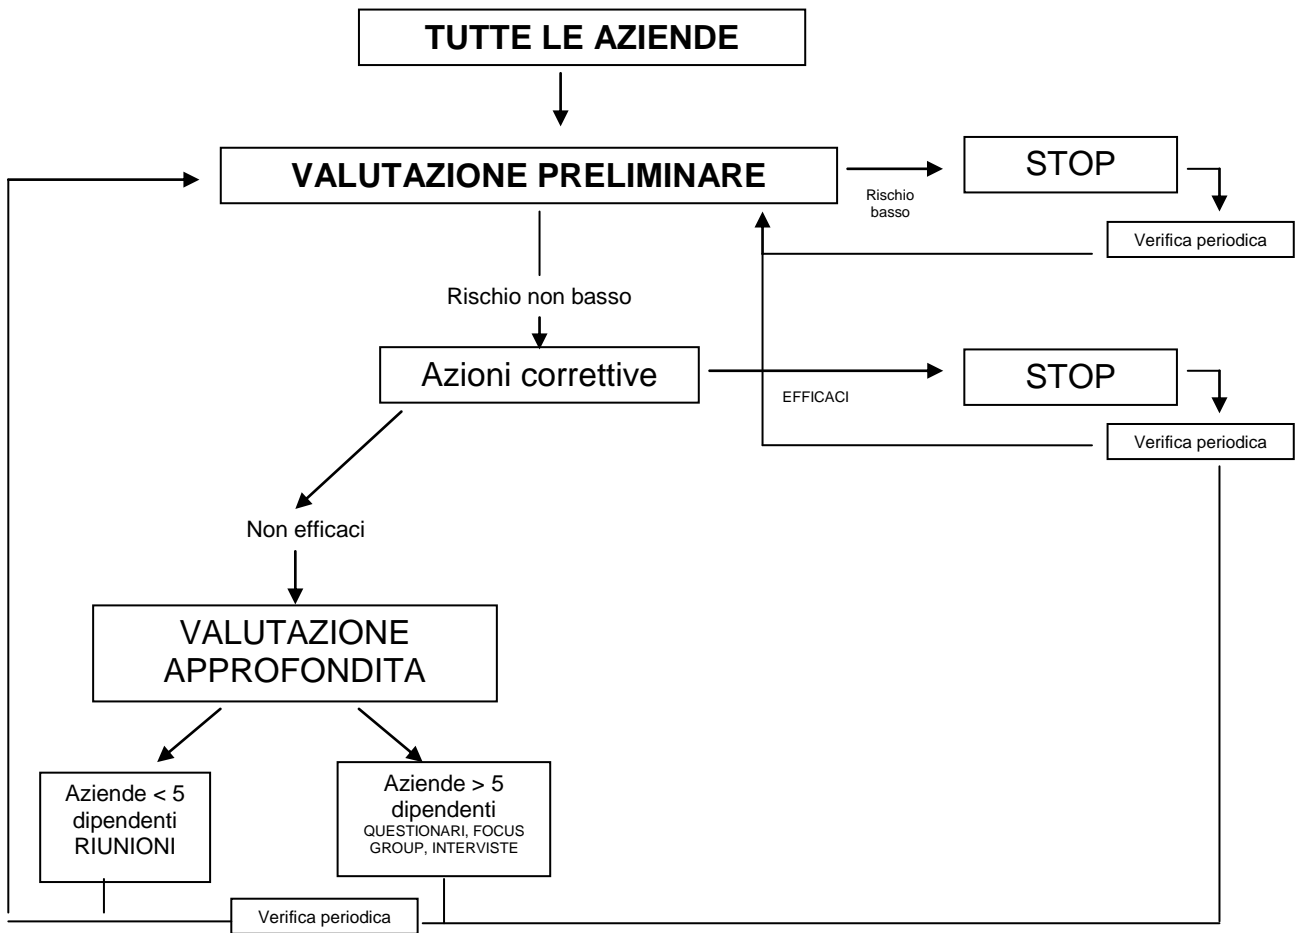 TUTTE LE AZIENDE
VALUTAZIONE PRELIMINARE
STOP
Rischio
basso
Verifica periodica
Rischio non basso
Azioni correttive
EFFICACI
STOP
Verifica periodica
Non efficaci
VALUTAZIONE
APPROFONDITA
Aziende < 5
dipendenti
RIUNIONI
Aziende > 5
dipendenti
QUESTIONARI, FOCUS
GROUP, INTERVISTE
Verifica periodica